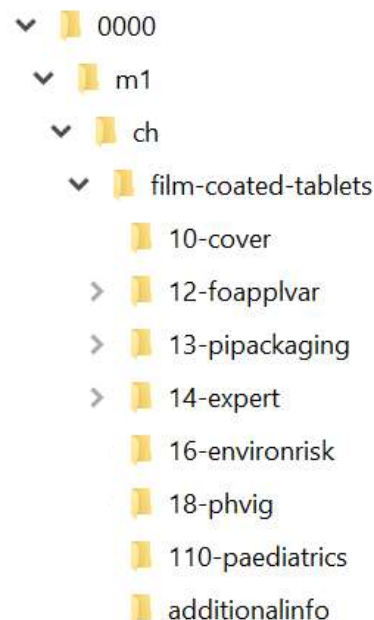 0000
m1
ch
film-coated-tablets
10-cover
12-foapplvar
13-pipackaging
14-expert
16-environrisk
18-phvig
110-paediatrics
additionalinfo